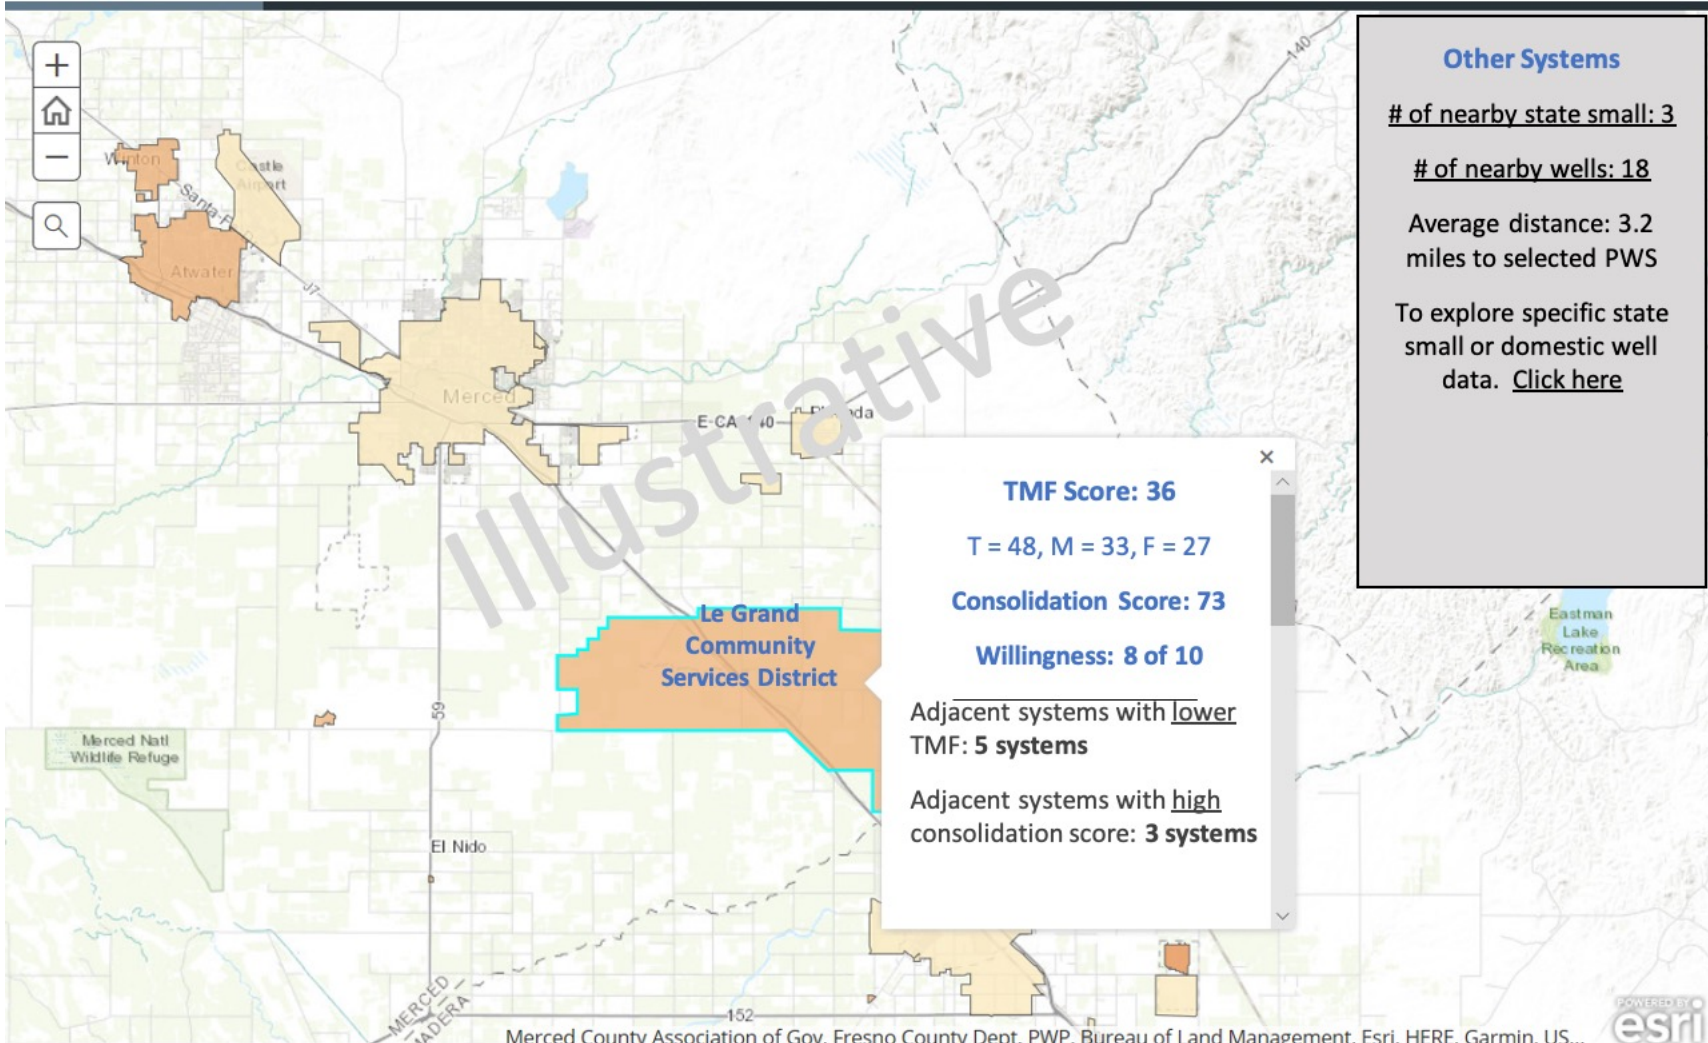 +
−
Winton
Castle
Airport
Santa-F
Atwater
J7
Merced
E-CA
140
Illustrative
59
Merced Natl
Wildlife Refuge
El Nido
MERCED
MADERA
152
Eastman
Lake
Recreation
Area
Le Grand
Community
Services District
×
TMF Score: 36
T = 48, M = 33, F = 27
Consolidation Score: 73
Willingness: 8 of 10
Adjacent systems with lower
TMF: 5 systems
Adjacent systems with high
consolidation score: 3 systems
Other Systems
# of nearby state small: 3
# of nearby wells: 18
Average distance: 3.2
miles to selected PWS
To explore specific state
small or domestic well
data. Click here
Merced County Association of Gov, Fresno County Dept. PWP, Bureau of Land Management, Esri, HERE, Garmin, US...
POWERED BY
esri